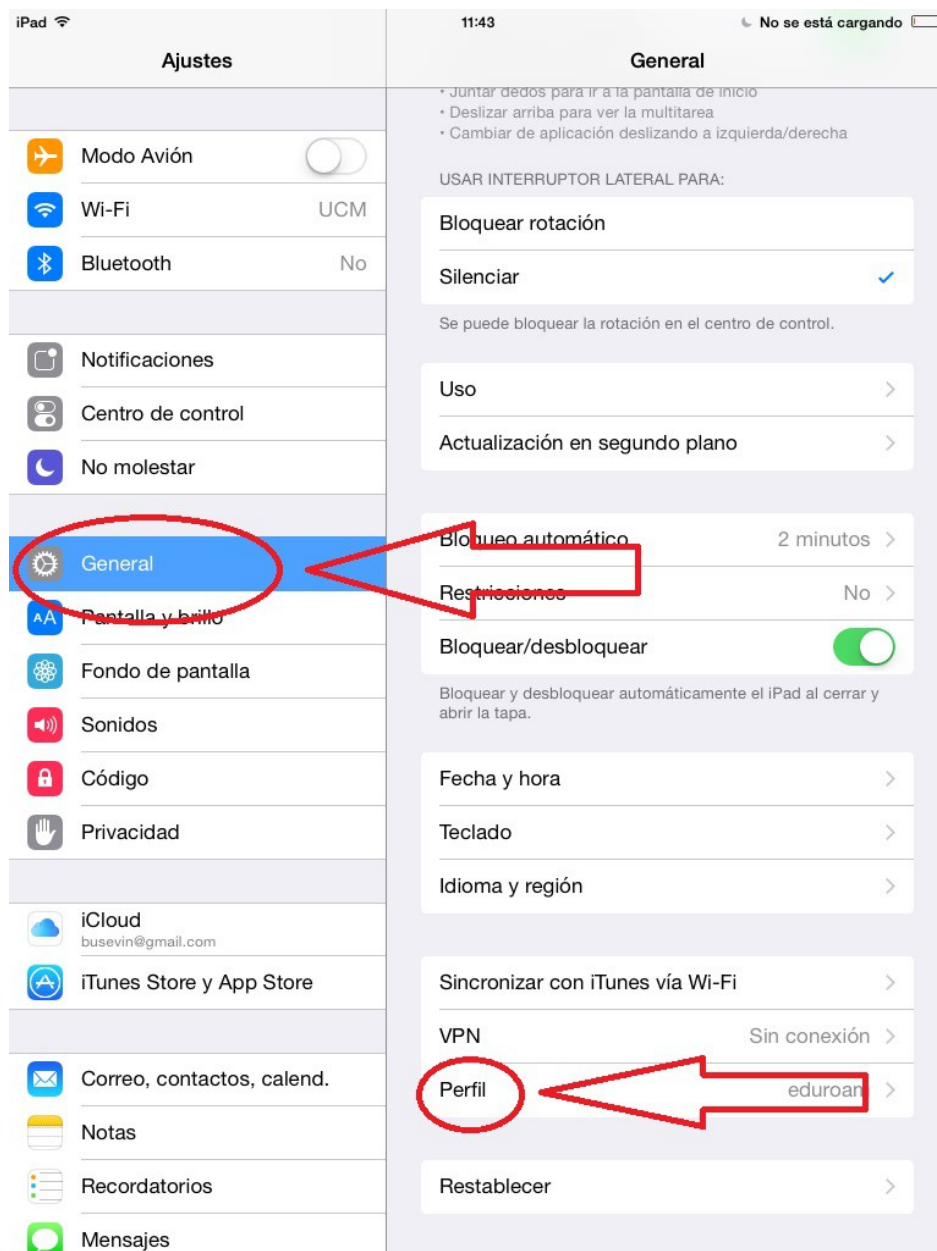 iPad
11:43
No se está cargando
Ajustes
General
Modo Avión
Wi-Fi UCM
Bluetooth No
Notificaciones
Centro de control
No molestar
General
Pantalla y brillo
Fondo de pantalla
Sonidos
Código
Privacidad
iCloud
busevin@gmail.com
iTunes Store y App Store
Correo, contactos, calend.
Notas
Recordatorios
Mensajes
• Juntar dedos para ir a la pantalla de inicio
• Deslizar arriba para ver la multitarea
• Cambiar de aplicación deslizando a izquierda/derecha
USAR INTERRUPTOR LATERAL PARA:
Bloquear rotación
Silenciar
Se puede bloquear la rotación en el centro de control.
Uso
Actualización en segundo plano
Bloqueo automático 2 minutos
Restricciones No
Bloquear/desbloquear
Bloquear y desbloquear automáticamente el iPad al cerrar y
abrir la tapa.
Fecha y hora
Teclado
Idioma y región
Sincronizar con iTunes vía Wi-Fi
VPN Sin conexión
Perfil eduroam
Restablecer